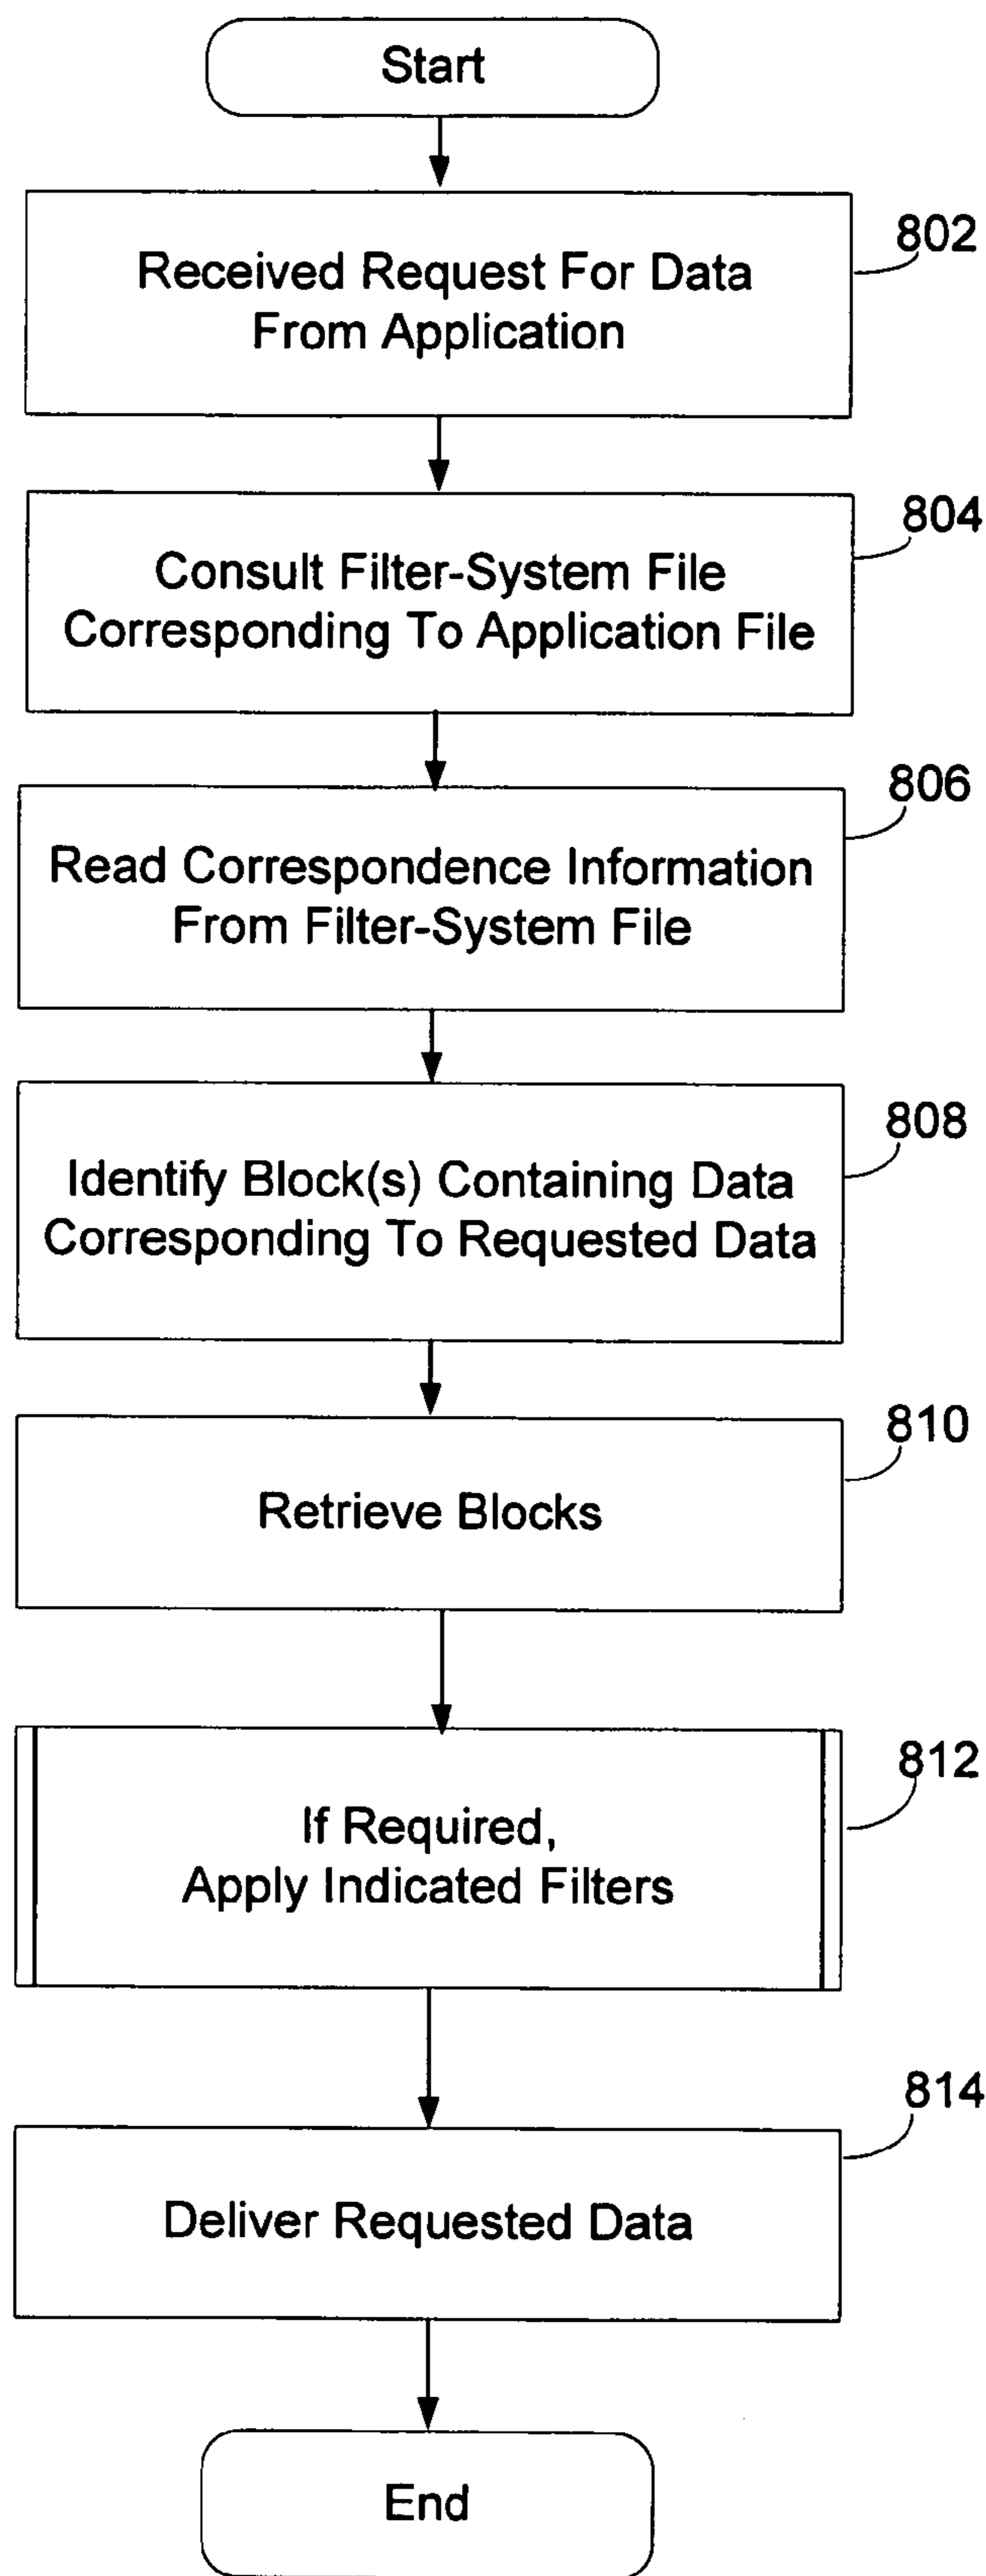 Start
802
Received Request For Data
From Application
804
Consult Filter-System File
Corresponding To Application File
806
Read Correspondence Information
From Filter-System File
808
Identify Block(s) Containing Data
Corresponding To Requested Data
810
Retrieve Blocks
812
If Required,
Apply Indicated Filters
814
Deliver Requested Data
End